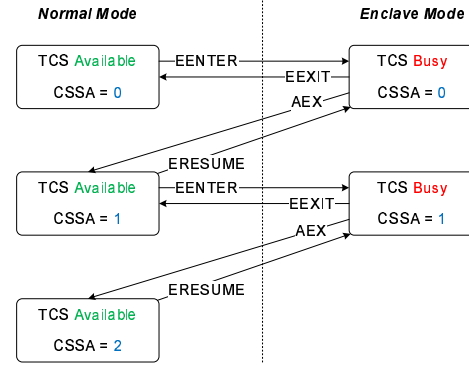 Normal Mode
Enclave Mode
TCS Available
CSSA = 0
EENTER
EEXIT
TCS Busy
CSSA = 0
AEX
ERESUME
TCS Available
CSSA = 1
EENTER
EEXIT
TCS Busy
CSSA = 1
AEX
ERESUME
TCS Available
CSSA = 2